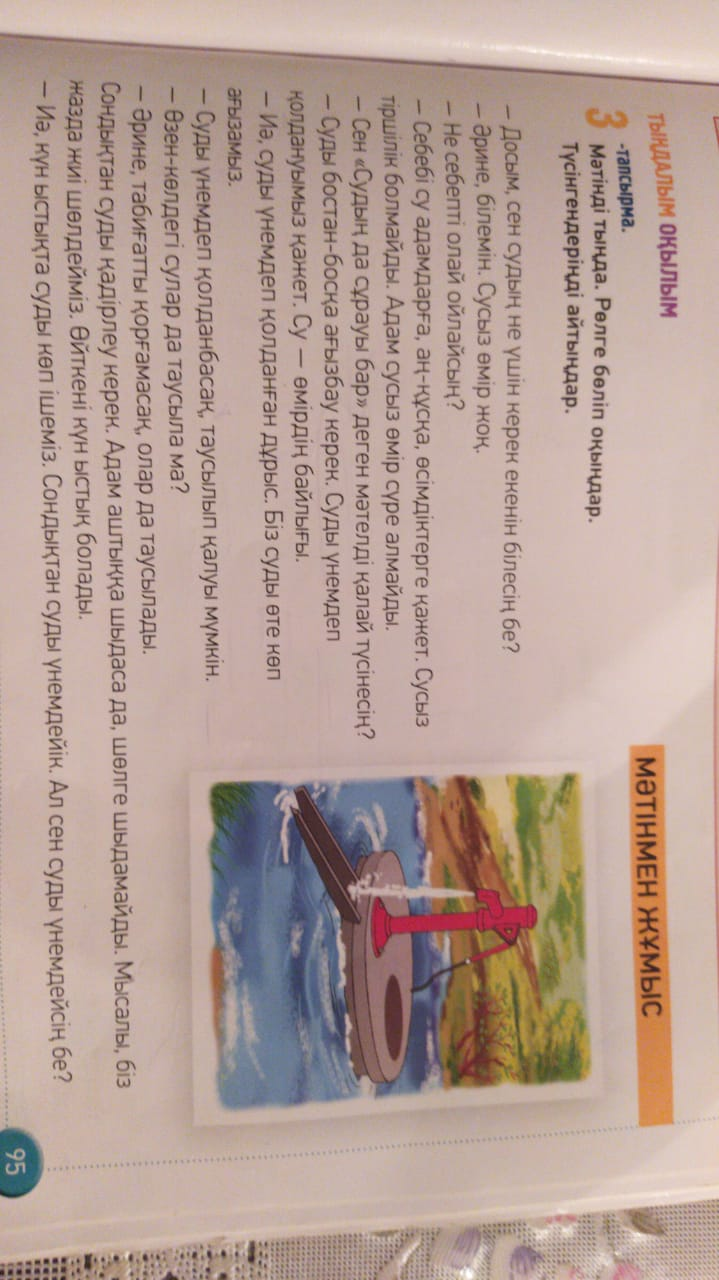 ТЫҢДАЛЫМ ОҚЫЛЫМ
МӘТІНМЕН ЖҰМЫС
3 -тапсырма.
Мәтінді тыңда. Рөлге бөліп оқыңдар.
Түсінгендеріңді айтыңдар.
– Досым, сен судың не үшін керек екенін білесің бе?
– Әрине, білемін. Сусыз өмір жоқ.
– Не себепті олай ойлайсың?
– Себебі су адамдарға, аң-құсқа, өсімдіктерге қажет. Сусыз
тіршілік болмайды. Адам сусыз өмір сүре алмайды.
– Сен «Судың да сұрауы бар» деген мәтелді қалай түсінесің?
– Суды бостан-босқа ағызбау керек. Суды үнемдеп
қолдануымыз қажет. Су — өмірдің байлығы.
– Иә, суды үнемдеп қолданған дұрыс. Біз суды өте көп
ағызамыз.
– Суды үнемдеп қолданбасақ, таусылып қалуы мүмкін.
– Өзен-көлдегі сулар да таусыла ма?
– Әрине, табиғатты қорғамасақ, олар да таусылады.
Сондықтан суды қадірлеу керек. Адам аштыққа шыдаса да, шөлге шыдамайды. Мысалы, біз
жазда жиі шөлдейміз. Өйткені күн ыстық болады.
– Иә, күн ыстықта суды көп ішеміз. Сондықтан суды үнемдейік. Ал сен суды үнемдейсің бе?
95